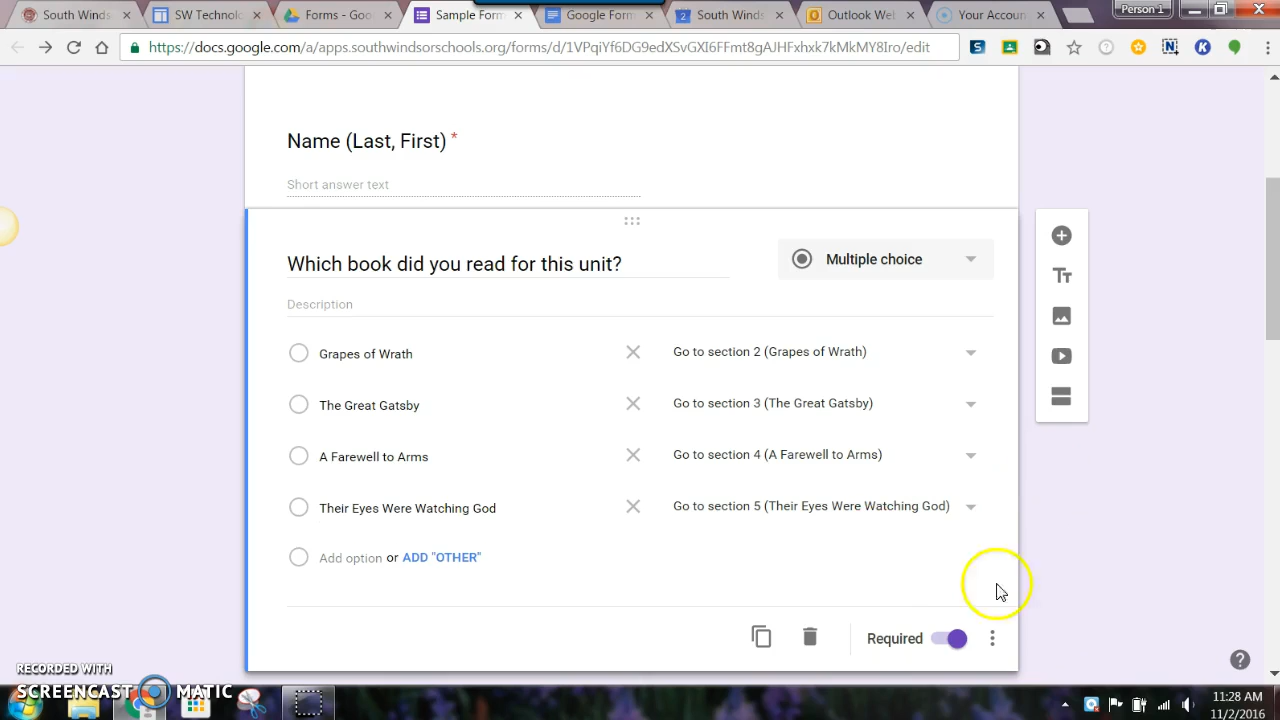 South Winds
SW Technolo
Forms - Goo
Sample Form
Google Form
South Winds
Outlook Wel
Your Accoun
Person 1
https://docs.google.com/a/apps.southwindsorschools.org/forms/d/1VPqiYf6DG9edXSvGXI6FFmt8gAJHFxhxk7kMkMY8Iro/edit
Name (Last, First) *
Short answer text
Which book did you read for this unit?
Multiple choice
Description
Grapes of Wrath
Go to section 2 (Grapes of Wrath)
The Great Gatsby
Go to section 3 (The Great Gatsby)
A Farewell to Arms
Go to section 4 (A Farewell to Arms)
Their Eyes Were Watching God
Go to section 5 (Their Eyes Were Watching God)
Add option or ADD "OTHER"
Required
RECORDED WITH
SCREENCAST MATIC
11:28 AM
11/2/2016